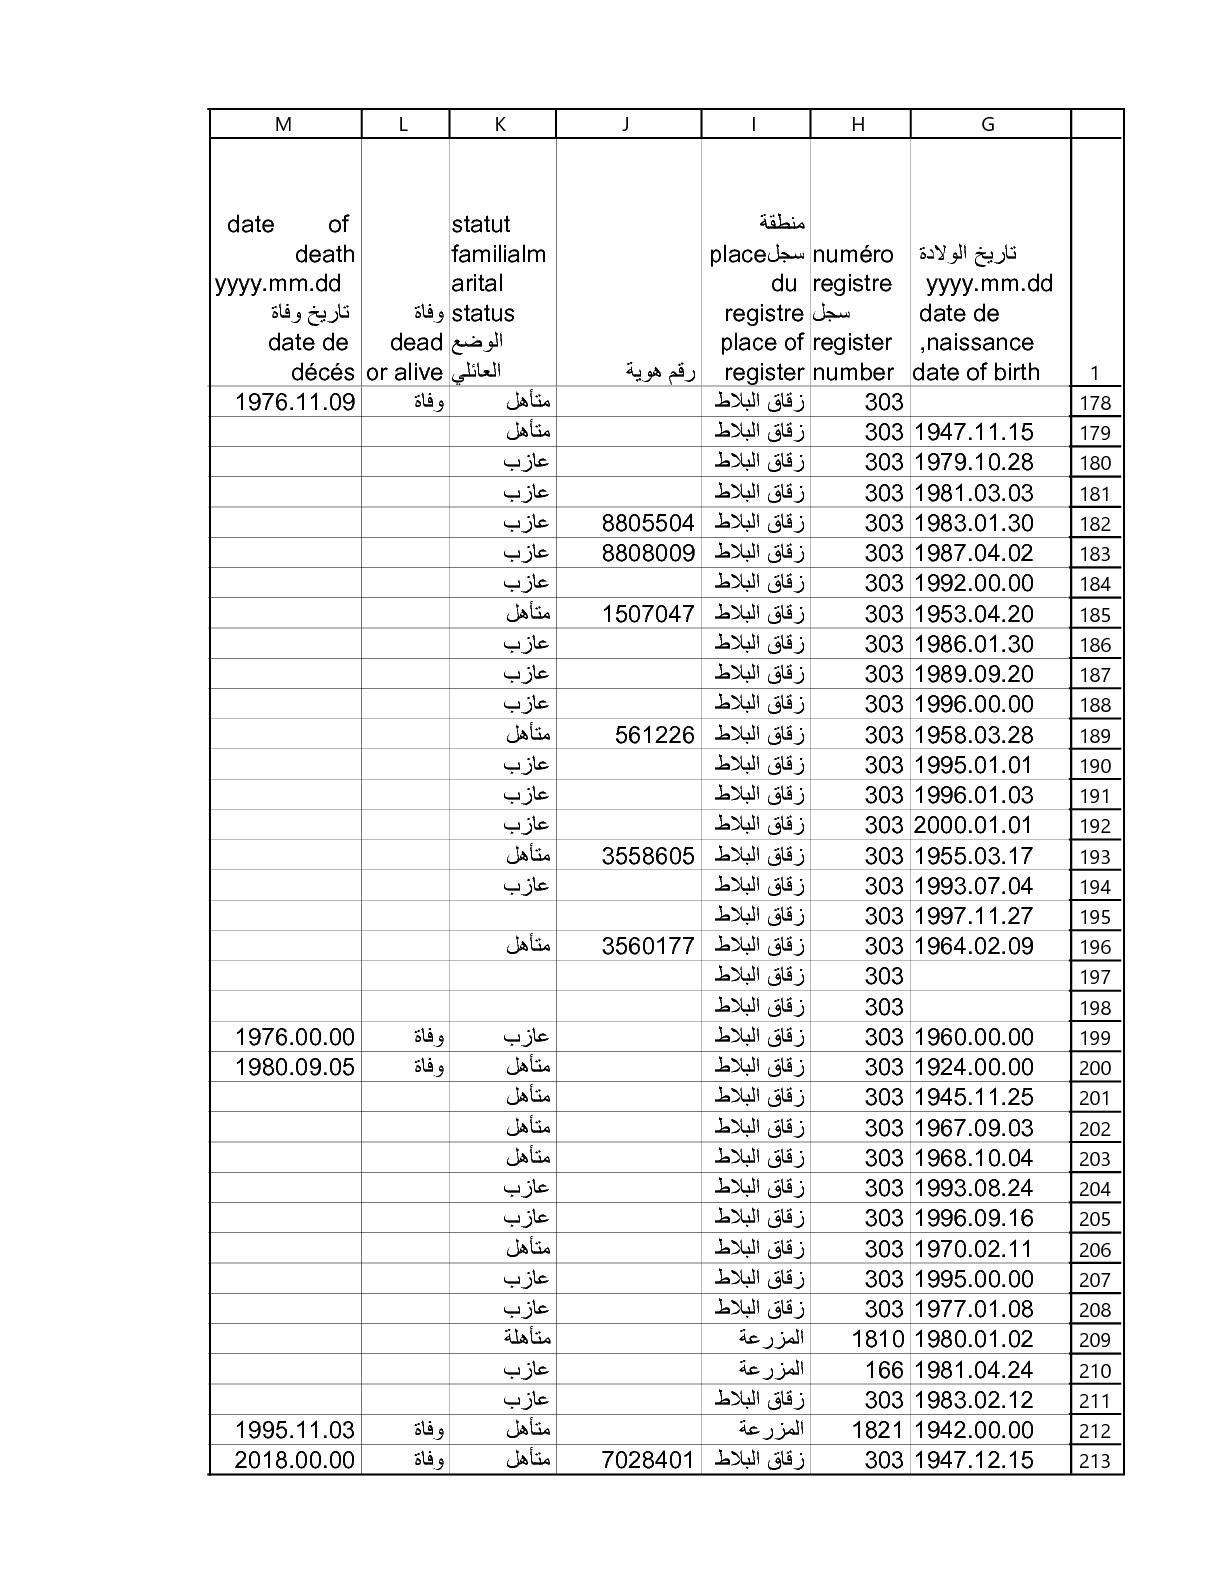 M L K J I H G
date of death yyyy.mm.dd تاريخ وفاة date de décés
وفاة dead or alive
statut familialm arital status الوضع العائلي
رقم هوية
منطقة سجل place du registre place of register
numéro registre سجل register number
تاريخ الولادة yyyy.mm.dd date de naissance, date of birth
1
1976.11.09 وفاة متأهل زقاق البلاط 303 178
متأهل زقاق البلاط 303 1947.11.15 179
عازب زقاق البلاط 303 1979.10.28 180
عازب زقاق البلاط 303 1981.03.03 181
عازب 8805504 زقاق البلاط 303 1983.01.30 182
عازب 8808009 زقاق البلاط 303 1987.04.02 183
عازب زقاق البلاط 303 1992.00.00 184
متأهل 1507047 زقاق البلاط 303 1953.04.20 185
عازب زقاق البلاط 303 1986.01.30 186
عازب زقاق البلاط 303 1989.09.20 187
عازب زقاق البلاط 303 1996.00.00 188
متأهل 561226 زقاق البلاط 303 1958.03.28 189
عازب زقاق البلاط 303 1995.01.01 190
عازب زقاق البلاط 303 1996.01.03 191
عازب زقاق البلاط 303 2000.01.01 192
متأهل 3558605 زقاق البلاط 303 1955.03.17 193
عازب زقاق البلاط 303 1993.07.04 194
زقاق البلاط 303 1997.11.27 195
متأهل 3560177 زقاق البلاط 303 1964.02.09 196
زقاق البلاط 303 197
زقاق البلاط 303 198
1976.00.00 وفاة عازب زقاق البلاط 303 1960.00.00 199
1980.09.05 وفاة متأهل زقاق البلاط 303 1924.00.00 200
متأهل زقاق البلاط 303 1945.11.25 201
متأهل زقاق البلاط 303 1967.09.03 202
متأهل زقاق البلاط 303 1968.10.04 203
عازب زقاق البلاط 303 1993.08.24 204
عازب زقاق البلاط 303 1996.09.16 205
متأهل زقاق البلاط 303 1970.02.11 206
عازب زقاق البلاط 303 1995.00.00 207
عازب زقاق البلاط 303 1977.01.08 208
متأهلة المزرعة 1810 1980.01.02 209
عازب المزرعة 166 1981.04.24 210
عازب زقاق البلاط 303 1983.02.12 211
1995.11.03 وفاة متأهل المزرعة 1821 1942.00.00 212
2018.00.00 وفاة متأهل 7028401 زقاق البلاط 303 1947.12.15 213